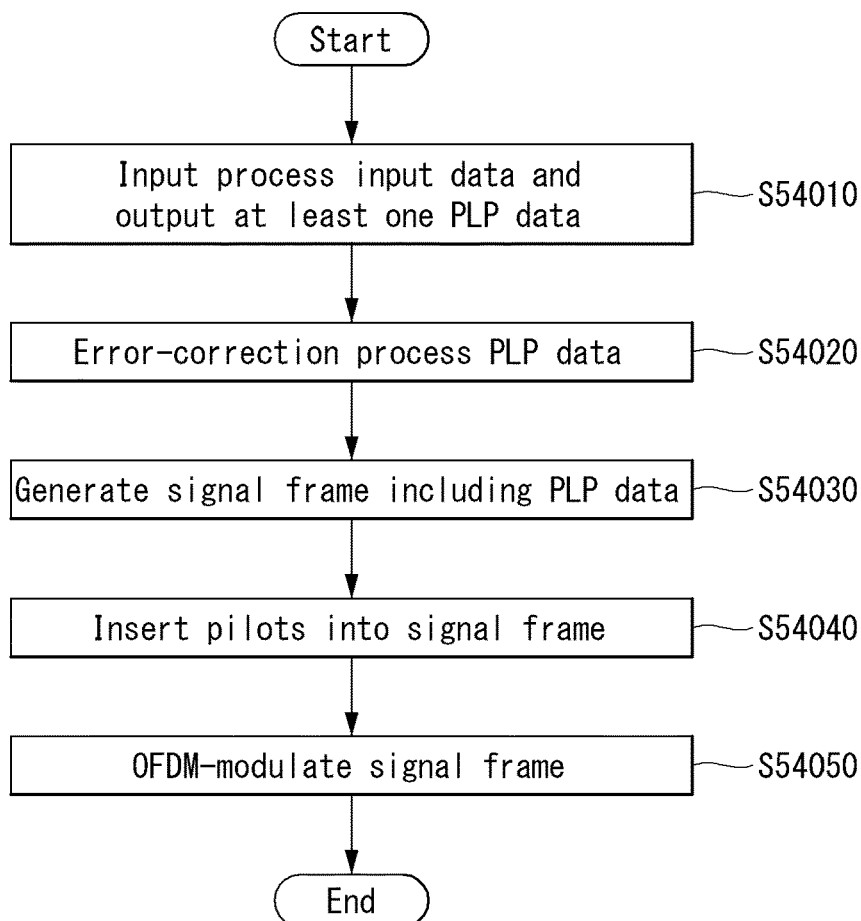 Start
Input process input data and
output at least one PLP data
S54010
Error-correction process PLP data
S54020
Generate signal frame including PLP data
S54030
Insert pilots into signal frame
S54040
OFDM-modulate signal frame
S54050
End